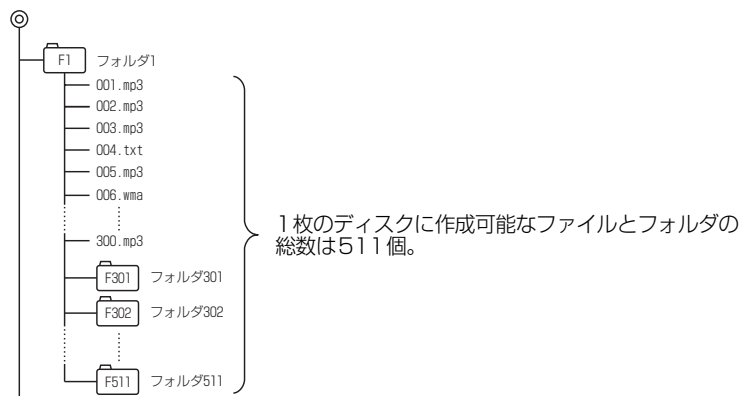 F1 フォルダ1
001.mp3
002.mp3
003.mp3
004.txt
005.mp3
006.wma
300.mp3
F301 フォルダ301
F302 フォルダ302
F511 フォルダ511
1枚のディスクに作成可能なファイルとフォルダの
総数は511個。